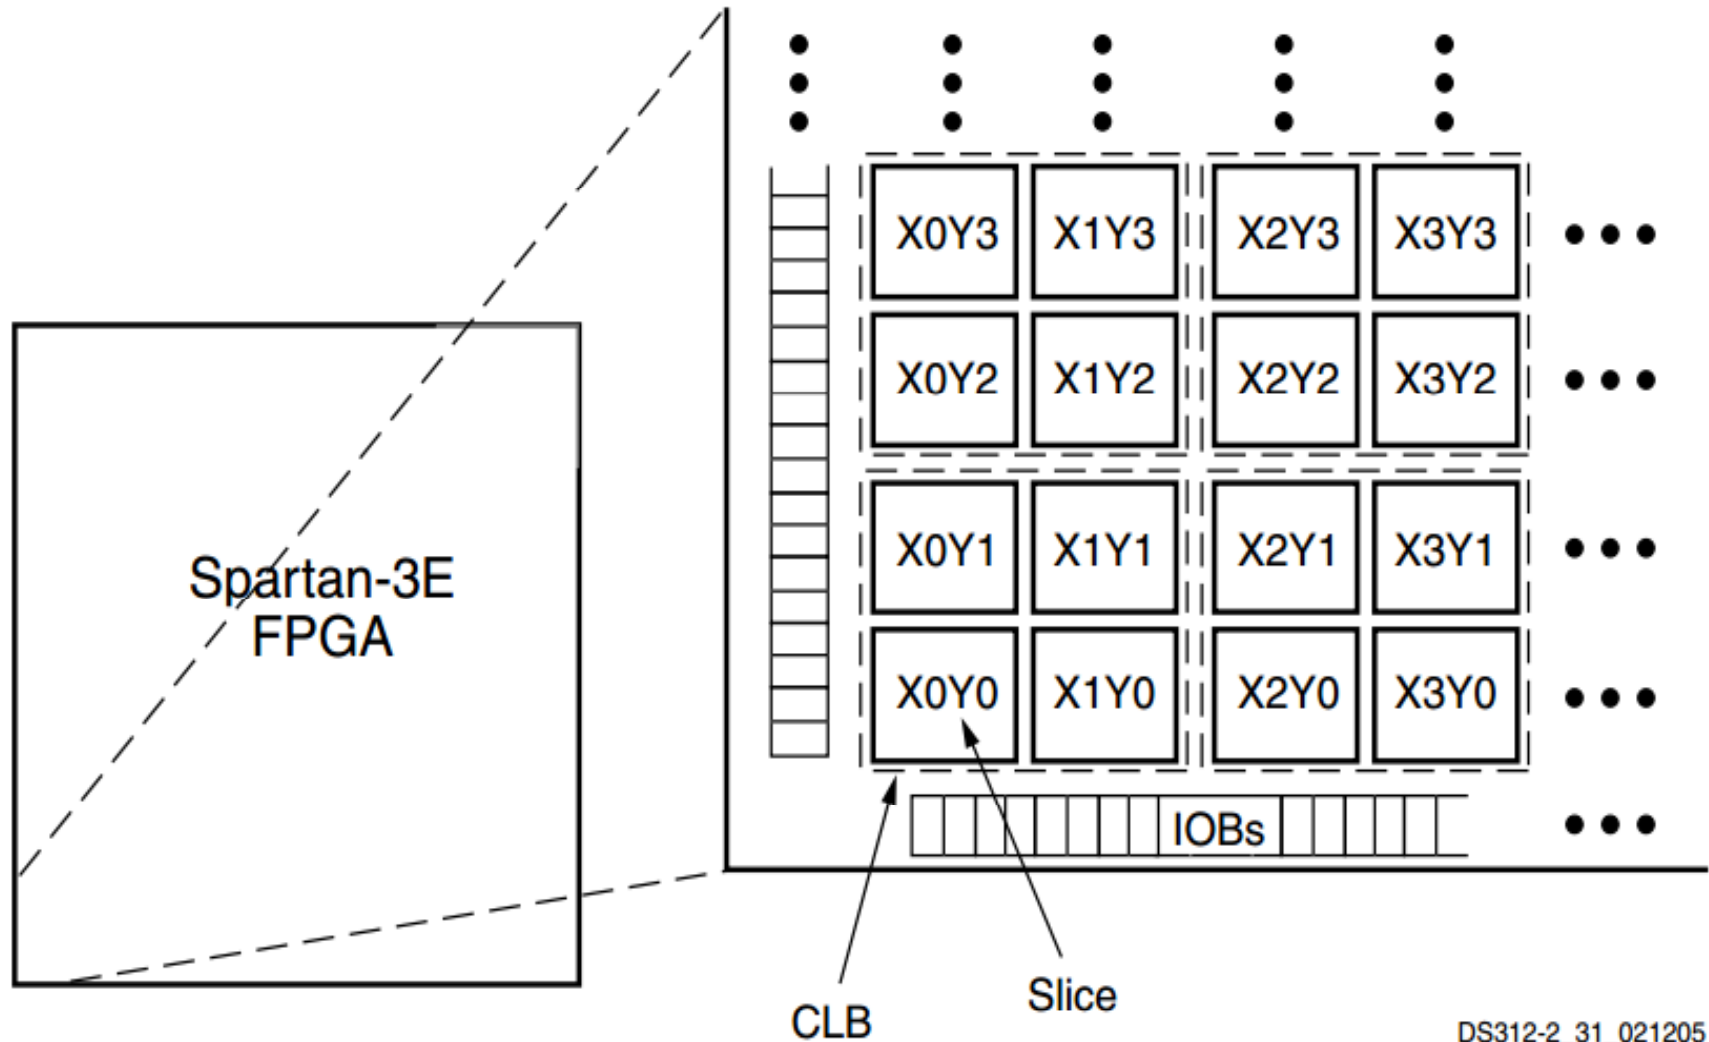 X0Y3 X1Y3 X2Y3 X3Y3
X0Y2 X1Y2 X2Y2 X3Y2
X0Y1 X1Y1 X2Y1 X3Y1
Spartan-3E
FPGA
X0Y0 X1Y0 X2Y0 X3Y0
IOBs
Slice
CLB
DS312-2_31_021205